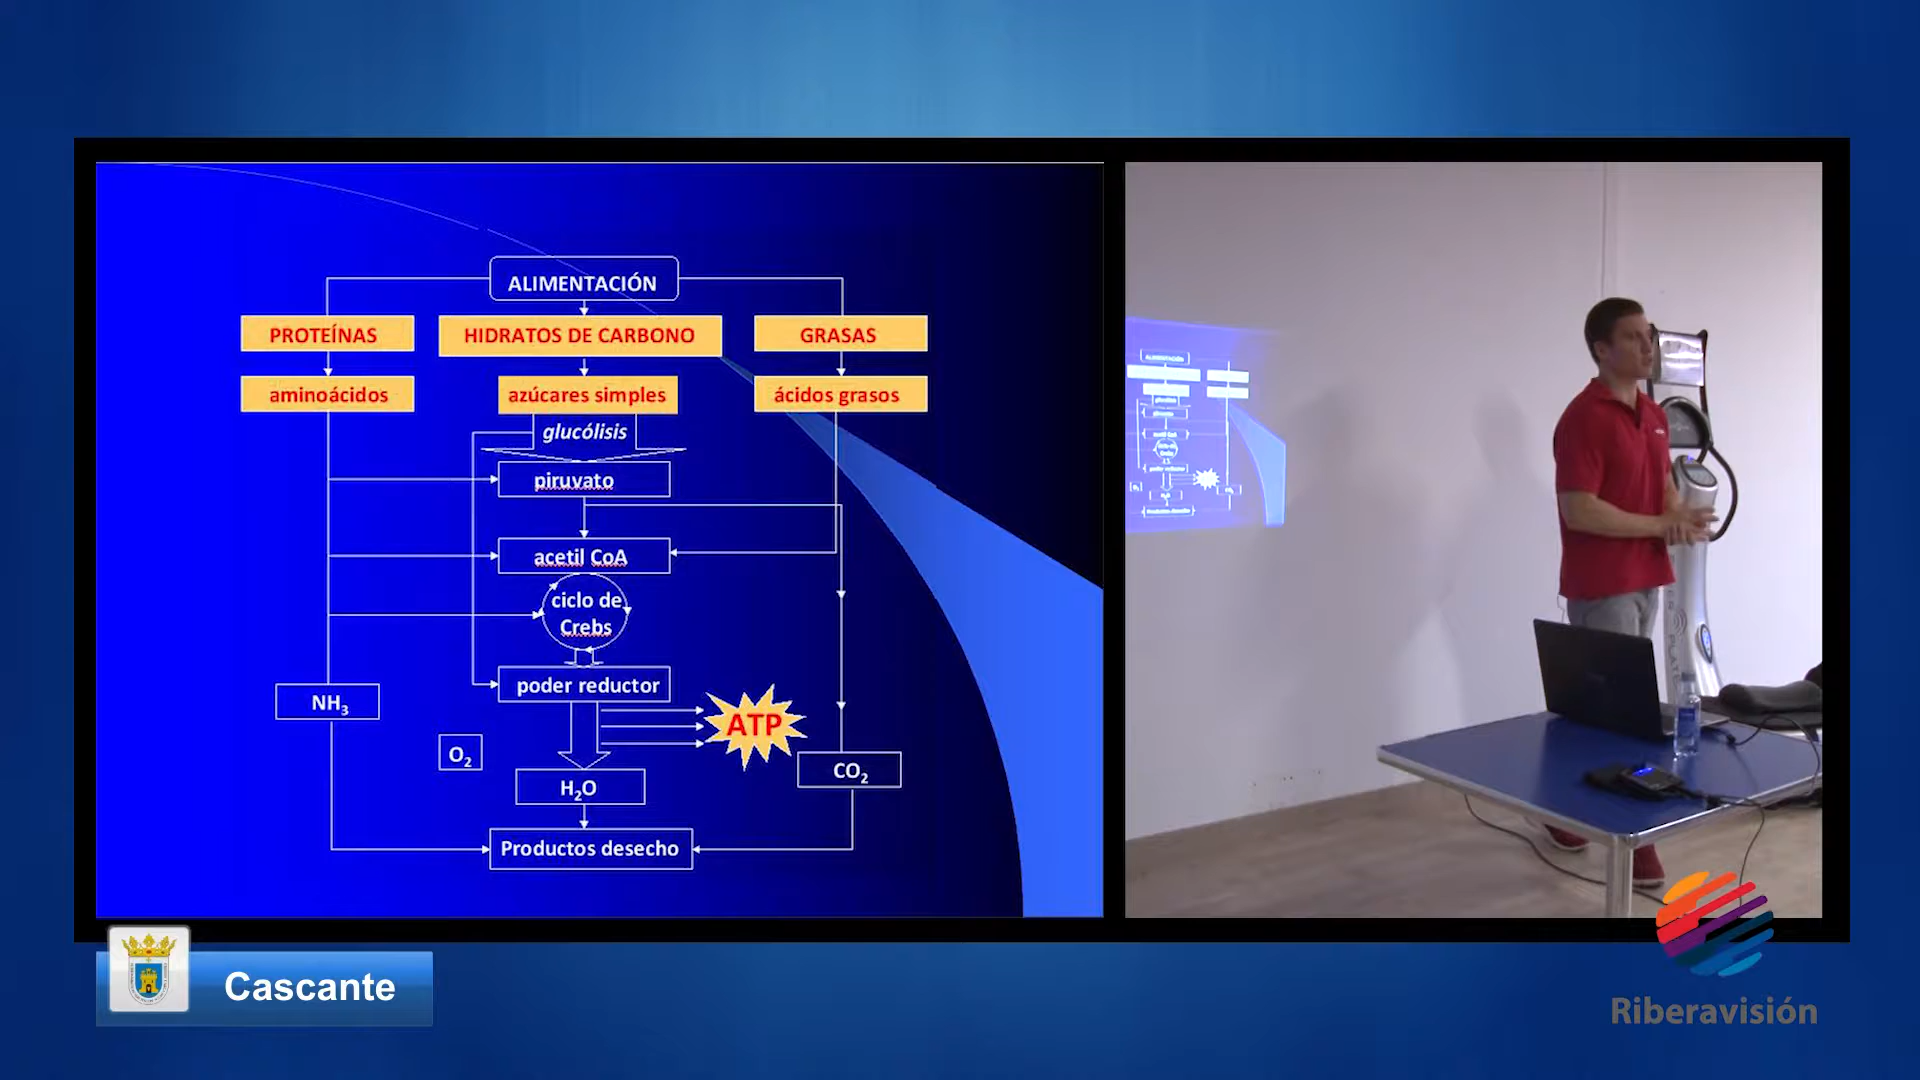 ALIMENTACIÓN
PROTEÍNAS
HIDRATOS DE CARBONO
GRASAS
aminoácidos
azúcares simples
ácidos grasos
glucólisis
piruvato
acetil CoA
ciclo de
Crebs
poder reductor
NH₃
ATP
O₂
CO₂
H₂O
Productos desecho
Cascante
Riberavisión